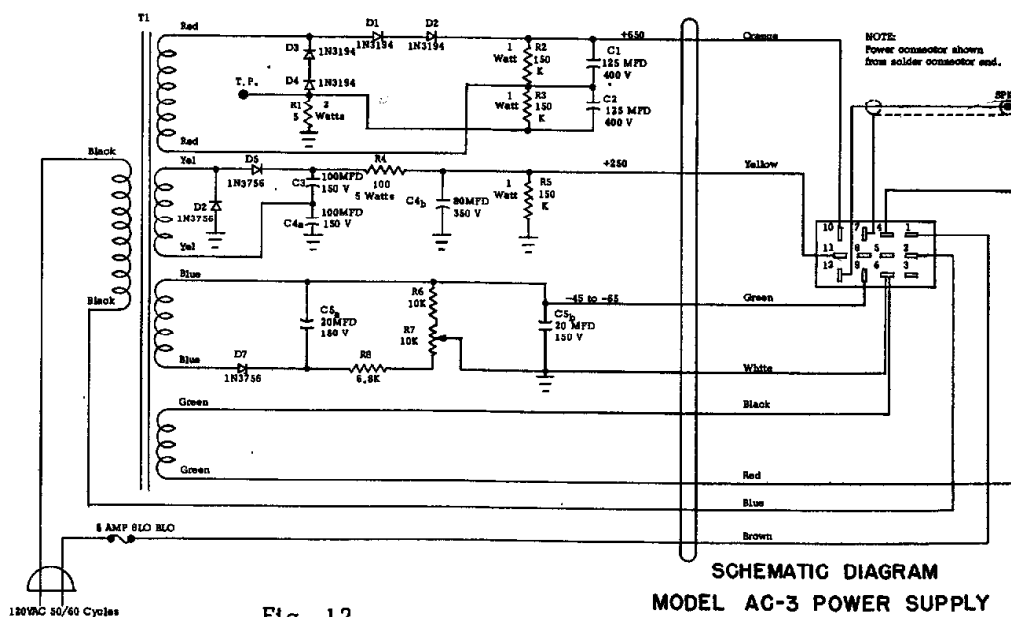 T1
Red
D1
1N3194
D2
1N3194
D3
1N3194
D4
1N3194
T.P.
R1
5
2
Watts
1
Watt
R2
150
K
1
Watt
R3
150
K
+650
C1
125 MFD
400 V
C2
125 MFD
400 V
Orange
NOTE:
Power connector shown
from solder connector end.
Red
Black
Yel
D5
1N3756
D2
1N3756
100MFD
C3
150 V
100MFD
C4a
150 V
R4
100
5 Watts
C4b
80MFD
350 V
+250
1
Watt
R5
150
K
Yellow
Yel
10
7
4
1
11
8
5
2
12
9
6
3
Black
Blue
C5a
20MFD
150 V
R6
10K
R7
10K
-45 to -65
C5b
20 MFD
150 V
Green
Blue
D7
1N3756
R8
6.8K
White
Green
Black
Green
Red
Blue
5 AMP SLO BLO
Brown
120VAC 50/60 Cycles
Fig. 12
SCHEMATIC DIAGRAM
MODEL AC-3 POWER SUPPLY